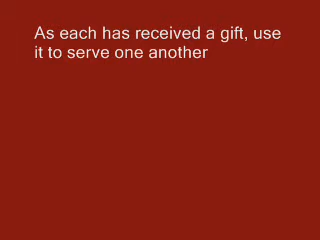 As each has received a gift, use
it to serve one another